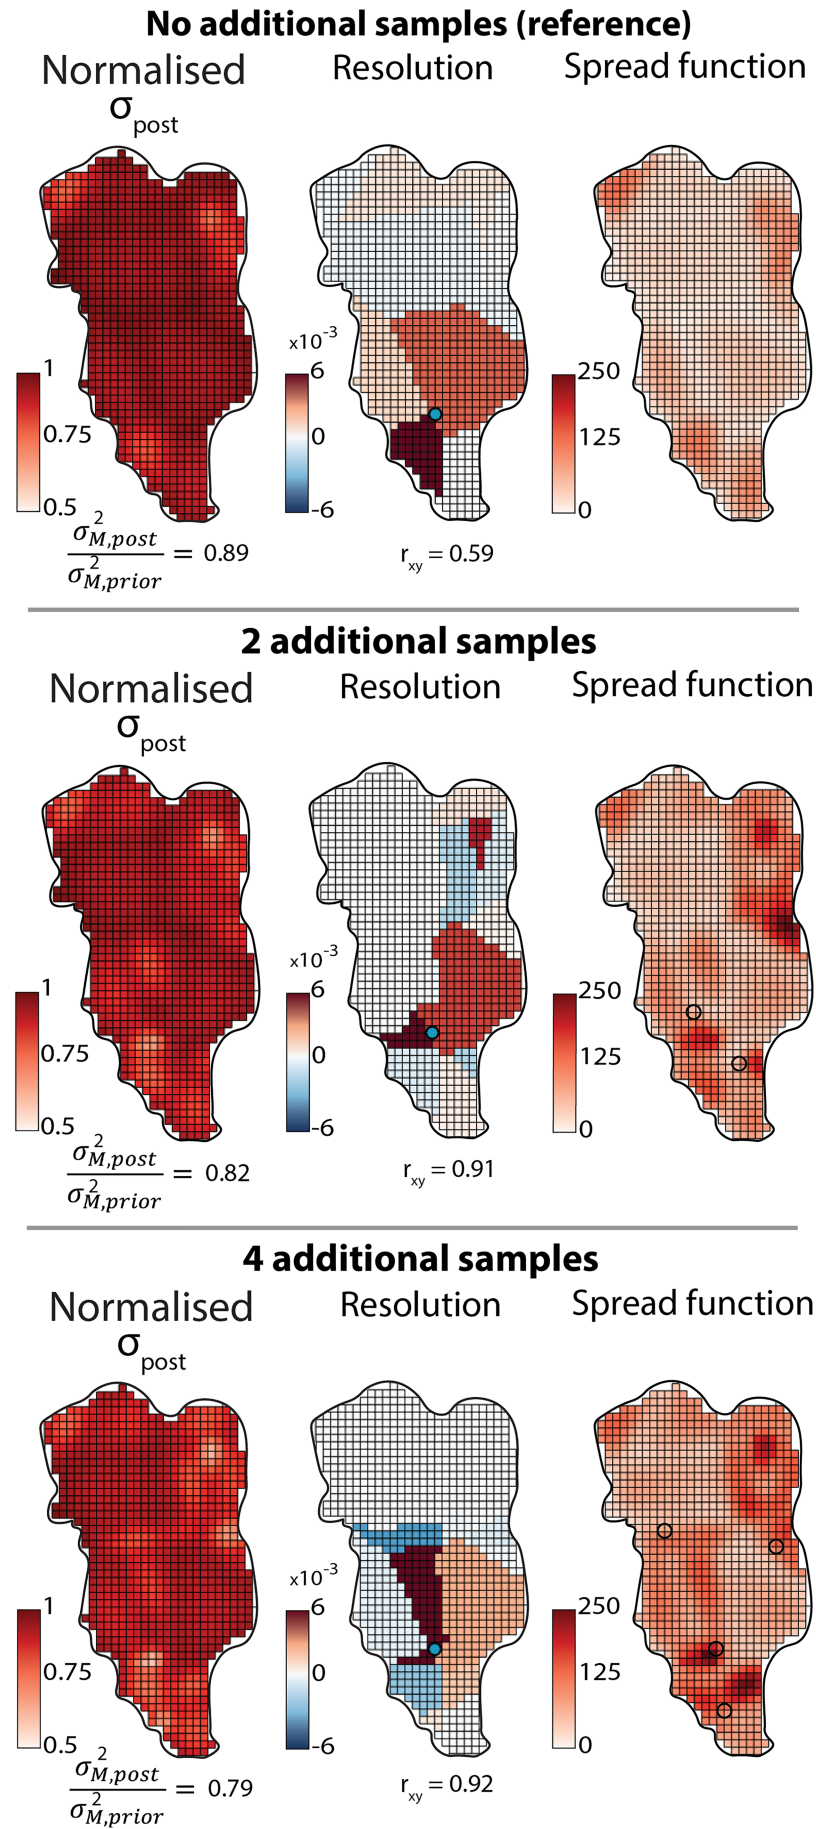 No additional samples (reference)
Normalised
σpost
Resolution
Spread function
1
0.75
0.5
x10-3
6
0
-6
250
125
0
σ2M,post / σ2M,prior = 0.89
rxy = 0.59
2 additional samples
Normalised
σpost
Resolution
Spread function
1
0.75
0.5
x10-3
6
0
-6
250
125
0
σ2M,post / σ2M,prior = 0.82
rxy = 0.91
4 additional samples
Normalised
σpost
Resolution
Spread function
1
0.75
0.5
x10-3
6
0
-6
250
125
0
σ2M,post / σ2M,prior = 0.79
rxy = 0.92